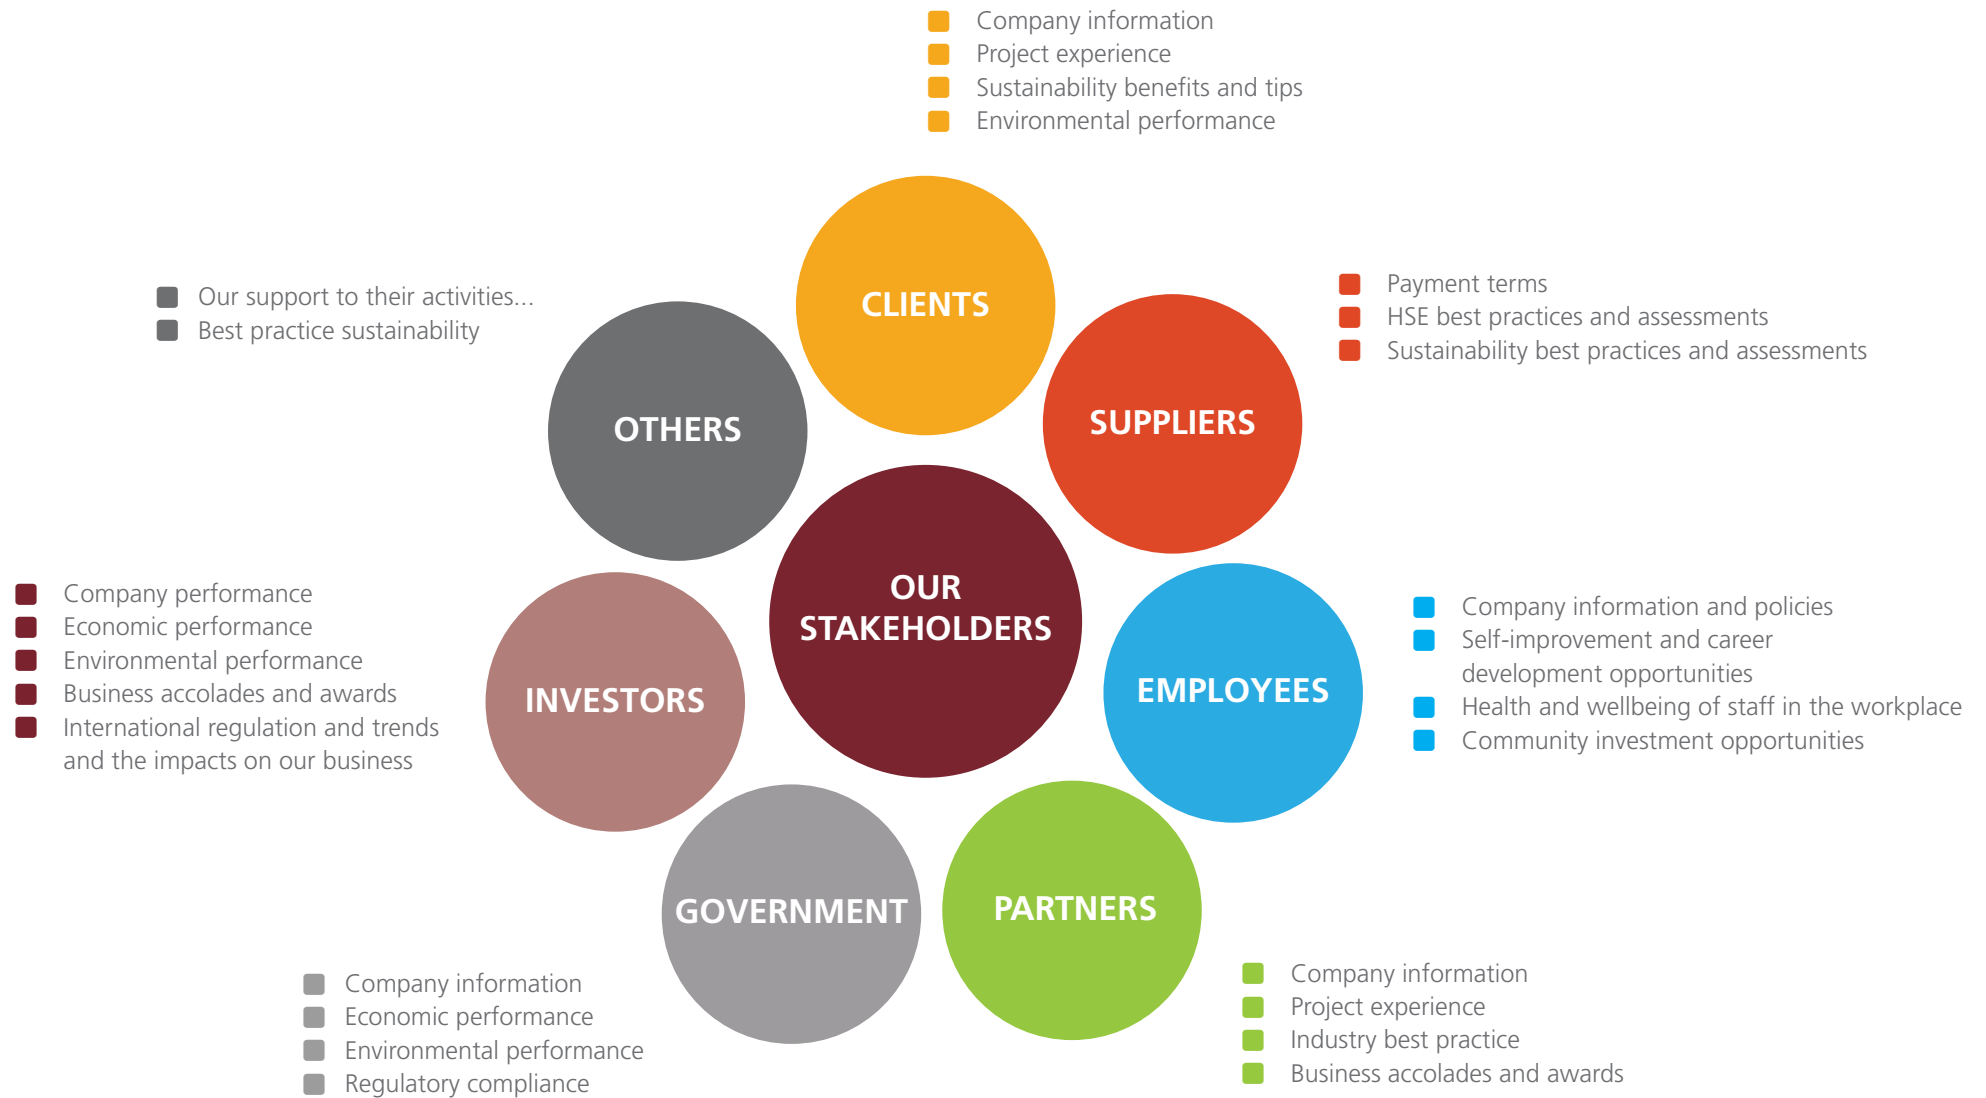 Company information
Project experience
Sustainability benefits and tips
Environmental performance
CLIENTS
Payment terms
HSE best practices and assessments
Sustainability best practices and assessments
SUPPLIERS
Our support to their activities...
Best practice sustainability
OTHERS
OUR
STAKEHOLDERS
Company performance
Economic performance
Environmental performance
Business accolades and awards
International regulation and trends
and the impacts on our business
INVESTORS
Company information and policies
Self-improvement and career
development opportunities
Health and wellbeing of staff in the workplace
Community investment opportunities
EMPLOYEES
GOVERNMENT
Company information
Economic performance
Environmental performance
Regulatory compliance
PARTNERS
Company information
Project experience
Industry best practice
Business accolades and awards